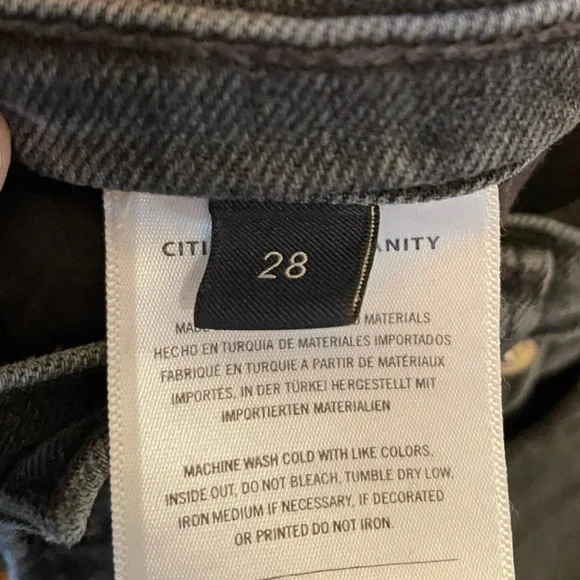 28
CITI ANITY
MA MATERIALS
HECHO EN TURQUIA DE MATERIALES IMPORTADOS
FABRIQUÉ EN TURQUIE A PARTIR DE MATÉRIAUX
IMPORTÉS, IN DER TÜRKEI HERGESTELLT MIT
IMPORTIERTEN MATERIALIEN
MACHINE WASH COLD WITH LIKE COLORS,
INSIDE OUT, DO NOT BLEACH, TUMBLE DRY LOW,
IRON MEDIUM IF NECESSARY, IF DECORATED
OR PRINTED DO NOT IRON.